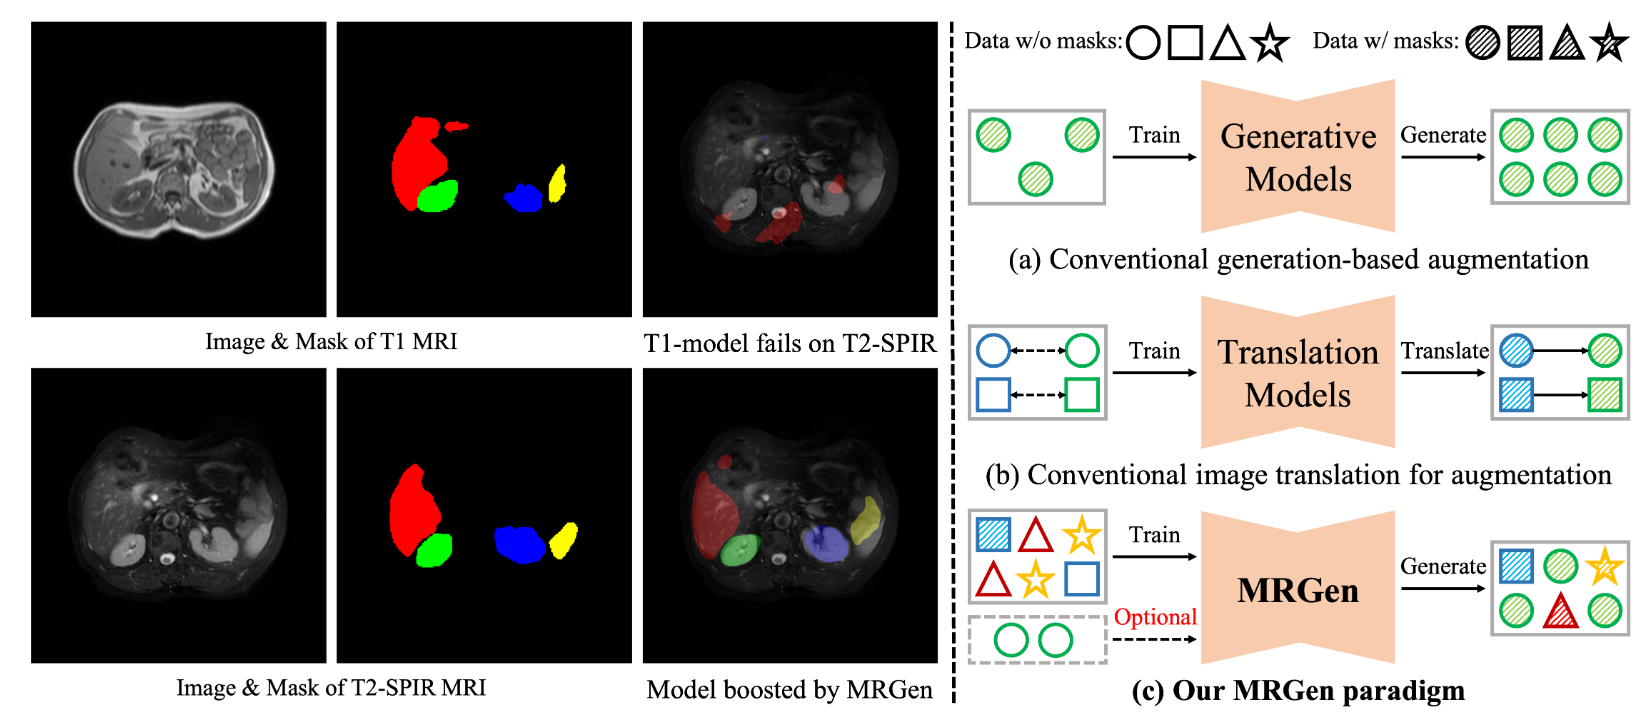 Image & Mask of T1 MRI
T1-model fails on T2-SPIR
Image & Mask of T2-SPIR MRI
Model boosted by MRGen
Data w/o masks:
Data w/ masks:
Train
Generative
Models
Generate
(a) Conventional generation-based augmentation
Train
Translation
Models
Translate
(b) Conventional image translation for augmentation
Train
Optional
MRGen
Generate
(c) Our MRGen paradigm